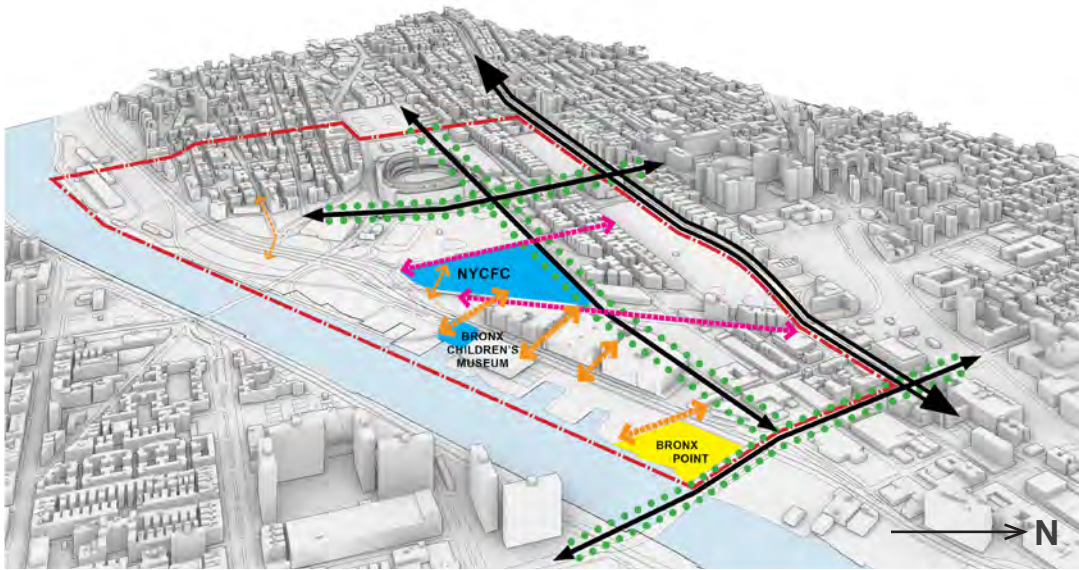 NYCFC
BRONX
CHILDREN'S
MUSEUM
BRONX
POINT
N